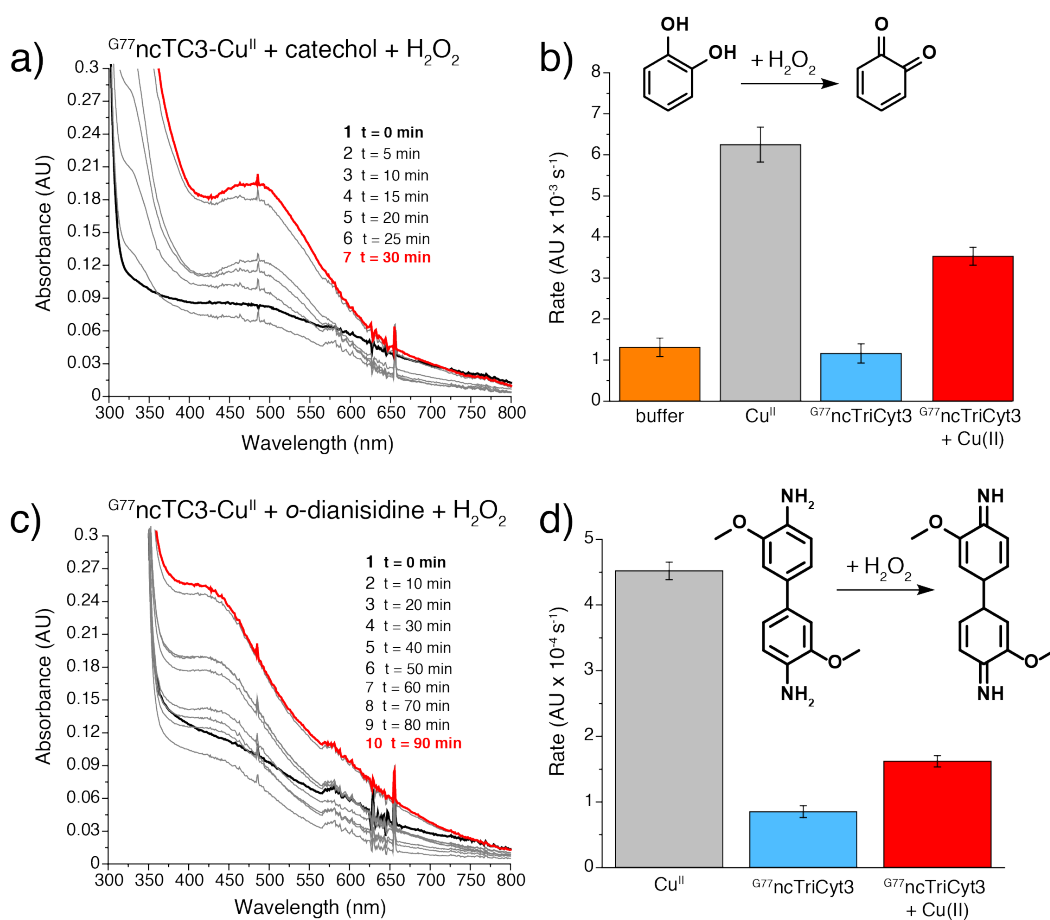 a)
G77ncTC3-CuII + catechol + H2O2
0.3
0.27
0.24
0.21
0.18
0.15
0.12
0.09
0.06
0.03
0
Absorbance (AU)
1 t = 0 min
2 t = 5 min
3 t = 10 min
4 t = 15 min
5 t = 20 min
6 t = 25 min
7 t = 30 min
300 350 400 450 500 550 600 650 700 750 800
Wavelength (nm)
b)
OH
OH
+ H2O2
O
O
8
7
6
5
4
3
2
1
0
Rate (AU x 10-3 s-1)
buffer
CuII
G77ncTriCyt3
G77ncTriCyt3
+ Cu(II)
c)
G77ncTC3-CuII + o-dianisidine + H2O2
0.3
0.27
0.24
0.21
0.18
0.15
0.12
0.09
0.06
0.03
0
Absorbance (AU)
1 t = 0 min
2 t = 10 min
3 t = 20 min
4 t = 30 min
5 t = 40 min
6 t = 50 min
7 t = 60 min
8 t = 70 min
9 t = 80 min
10 t = 90 min
300 350 400 450 500 550 600 650 700 750 800
Wavelength (nm)
d)
NH2
O
O
NH2
+ H2O2
NH
O
O
NH
5
4
3
2
1
0
Rate (AU x 10-4 s-1)
CuII
G77ncTriCyt3
G77ncTriCyt3
+ Cu(II)